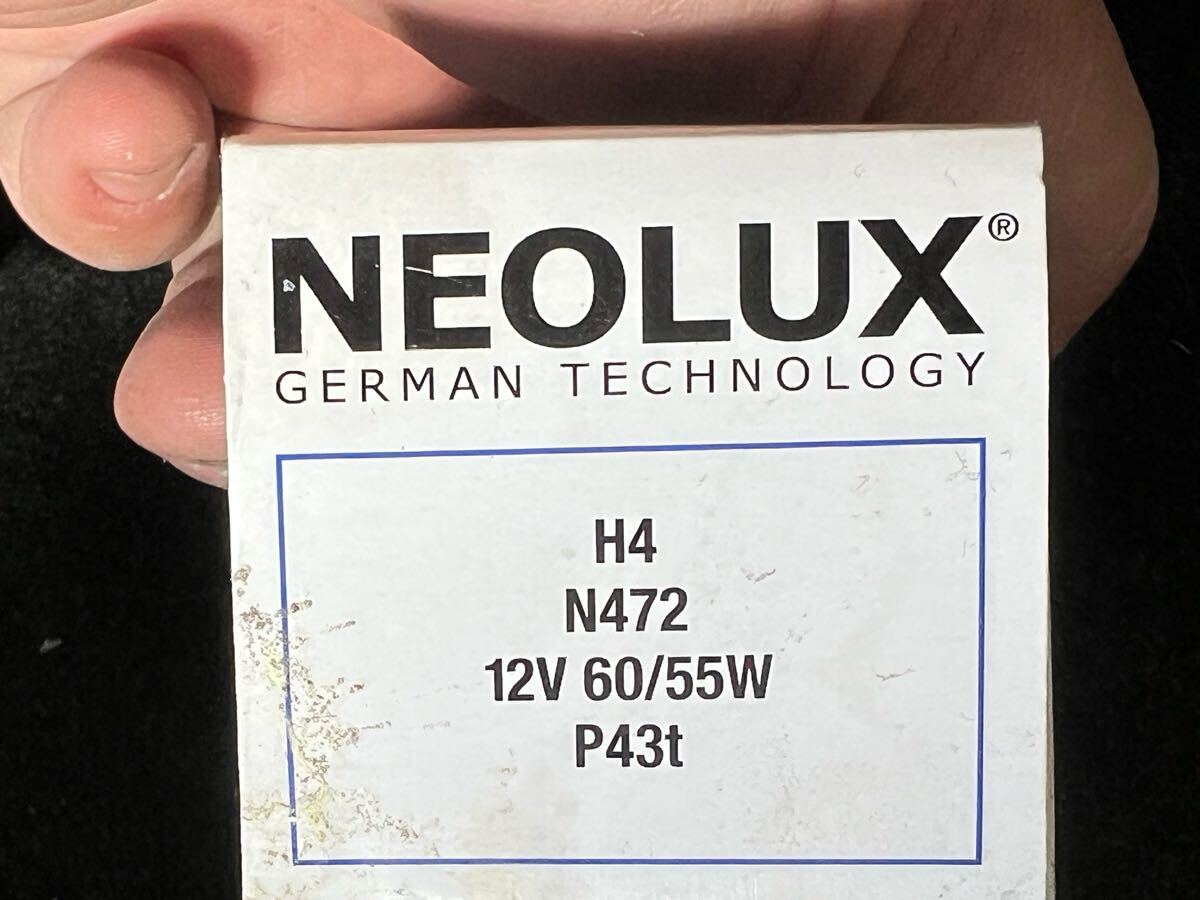 NEOLUX®
GERMAN TECHNOLOGY
H4
N472
12V 60/55W
P43t